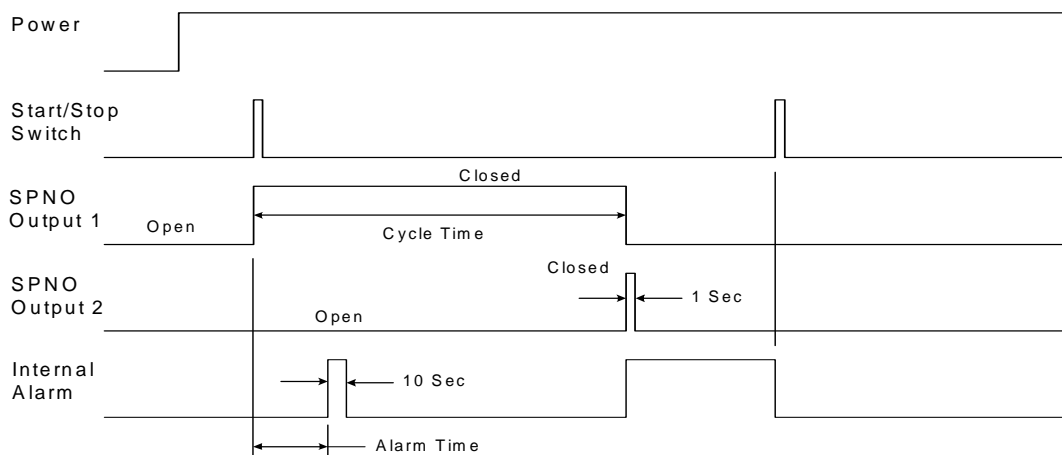 Power
Start/Stop
Switch
Closed
SPNO
Output 1
Open
Cycle Time
Closed
SPNO
Output 2
1 Sec
Open
Internal
Alarm
10 Sec
Alarm Time